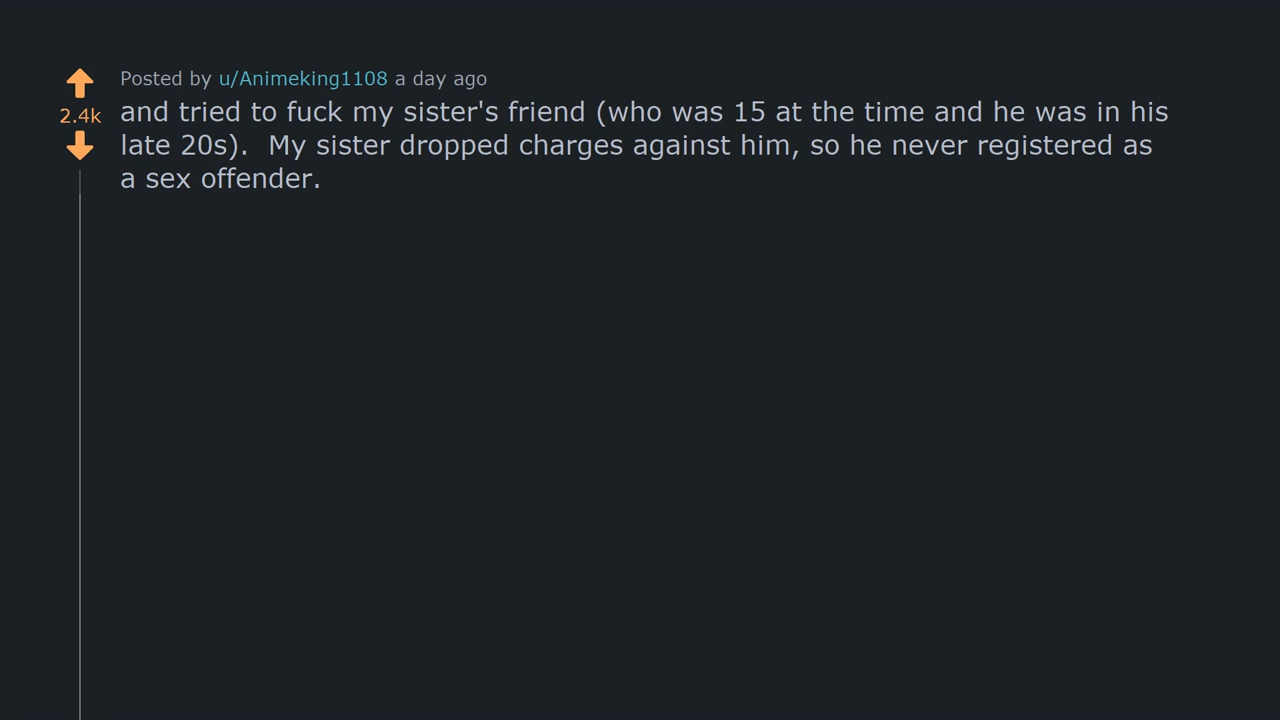 Posted by u/Animeking1108 a day ago
2.4k
and tried to fuck my sister's friend (who was 15 at the time and he was in his
late 20s).  My sister dropped charges against him, so he never registered as
a sex offender.